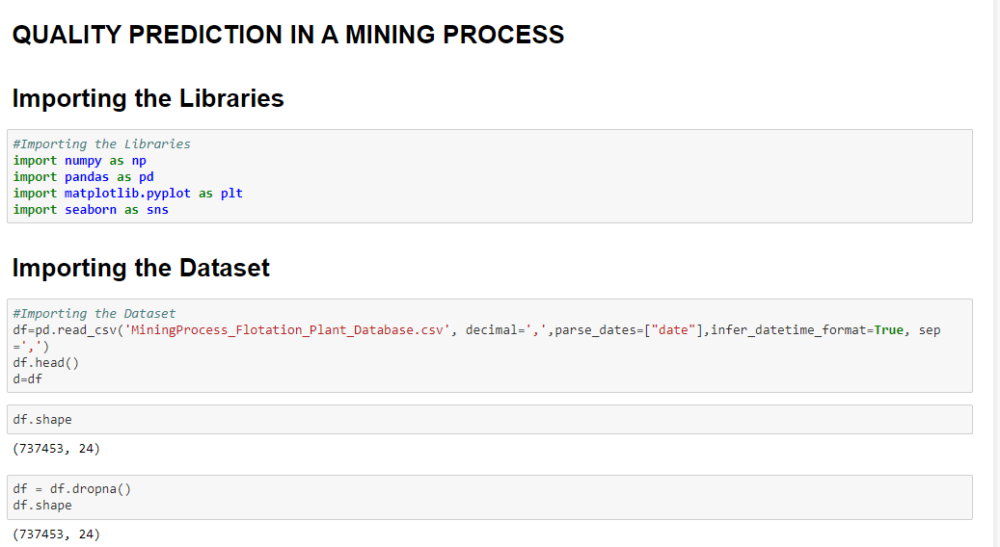 QUALITY PREDICTION IN A MINING PROCESS
Importing the Libraries
#Importing the Libraries
import numpy as np
import pandas as pd
import matplotlib.pyplot as plt
import seaborn as sns
Importing the Dataset
#Importing the Dataset
df=pd.read_csv('MiningProcess_Flotation_Plant_Database.csv', decimal=',',parse_dates=["date"],infer_datetime_format=True, sep
=',')
df.head()
d=df
df.shape
(737453, 24)
df = df.dropna()
df.shape
(737453, 24)